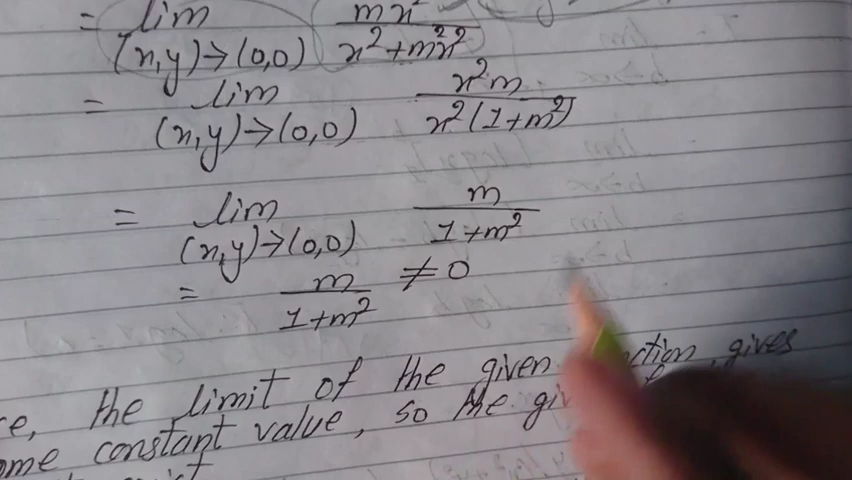 = lim mx²/x²+m²x²
(x,y)→(0,0)
= lim x²m/x²(1+m²)
(x,y)→(0,0)
= lim m/1+m²
(x,y)→(0,0)
= m/1+m² ≠0
the limit of the given gives
constant value, so the